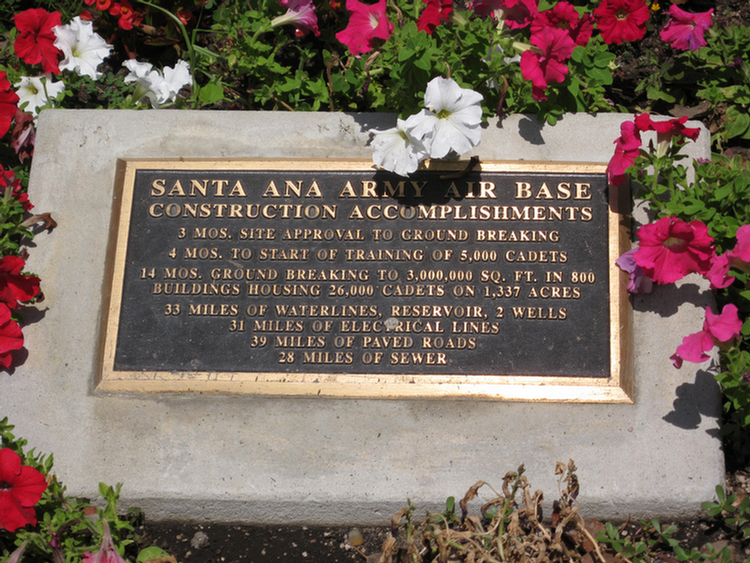 SANTA ANA ARMY AIR BASE
CONSTRUCTION ACCOMPLISHMENTS
3 MOS. SITE APPROVAL TO GROUND BREAKING
4 MOS. TO START OF TRAINING OF 5,000 CADETS
14 MOS. GROUND BREAKING TO 3,000,000 SQ. FT. IN 800
BUILDINGS HOUSING 26,000 CADETS ON 1,337 ACRES
33 MILES OF WATERLINES, RESERVOIR, 2 WELLS
31 MILES OF ELECTRICAL LINES
39 MILES OF PAVED ROADS
28 MILES OF SEWER